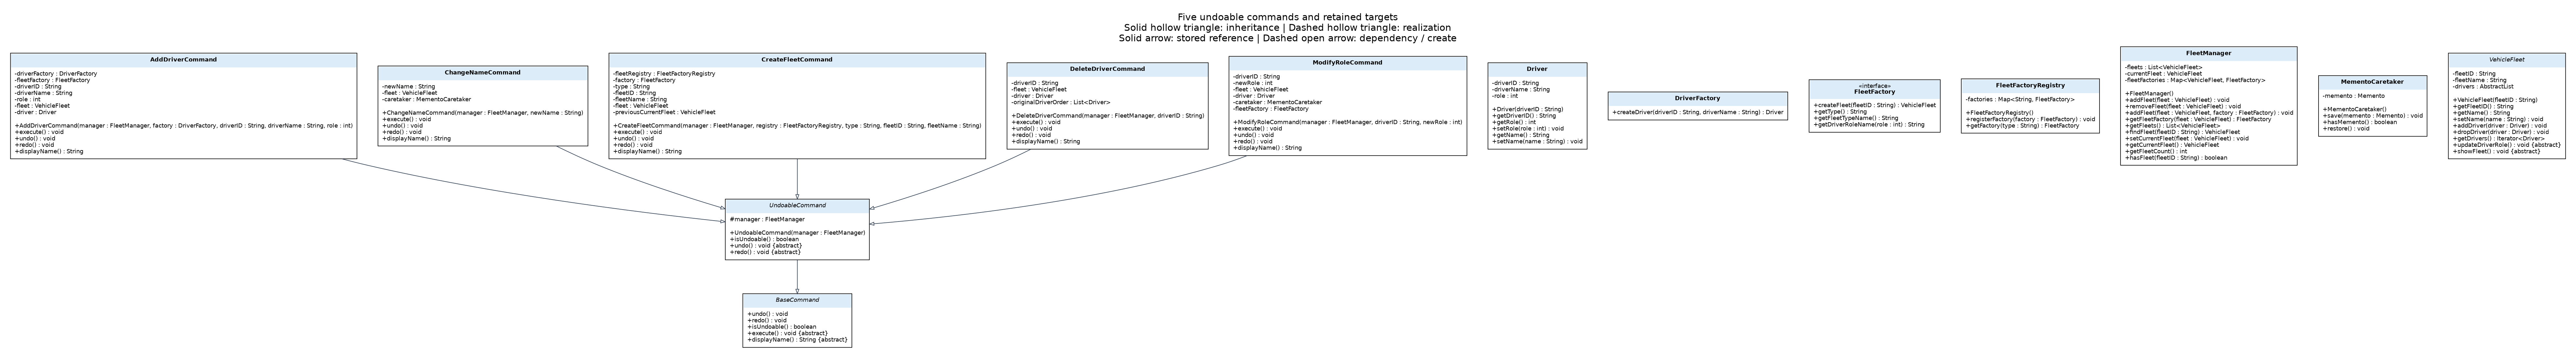 Five undoable commands and retained targets
Solid hollow triangle: inheritance | Dashed hollow triangle: realization
Solid arrow: stored reference | Dashed open arrow: dependency / create
AddDriverCommand
-driverFactory : DriverFactory
-fleetFactory : FleetFactory
-driverID : String
-driverName : String
-role : int
-fleet : VehicleFleet
-driver : Driver
+AddDriverCommand(manager : FleetManager, factory : DriverFactory, driverID : String, driverName : String, role : int)
+execute() : void
+undo() : void
+redo() : void
+displayName() : String
ChangeNameCommand
-newName : String
-fleet : VehicleFleet
-caretaker : MementoCaretaker
+ChangeNameCommand(manager : FleetManager, newName : String)
+execute() : void
+undo() : void
+redo() : void
+displayName() : String
CreateFleetCommand
-fleetRegistry : FleetFactoryRegistry
-factory : FleetFactory
-type : String
-fleetID : String
-fleetName : String
-fleet : VehicleFleet
-previousCurrentFleet : VehicleFleet
+CreateFleetCommand(manager : FleetManager, registry : FleetFactoryRegistry, type : String, fleetID : String, fleetName : String)
+execute() : void
+undo() : void
+redo() : void
+displayName() : String
DeleteDriverCommand
-driverID : String
-fleet : VehicleFleet
-driver : Driver
-originalDriverOrder : List<Driver>
+DeleteDriverCommand(manager : FleetManager, driverID : String)
+execute() : void
+undo() : void
+redo() : void
+displayName() : String
ModifyRoleCommand
-driverID : String
-newRole : int
-fleet : VehicleFleet
-driver : Driver
-caretaker : MementoCaretaker
-fleetFactory : FleetFactory
+ModifyRoleCommand(manager : FleetManager, driverID : String, newRole : int)
+execute() : void
+undo() : void
+redo() : void
+displayName() : String
Driver
-driverID : String
-driverName : String
-role : int
+Driver(driverID : String)
+getDriverID() : String
+getRole() : int
+setRole(role : int) : void
+getName() : String
+setName(name : String) : void
DriverFactory
+createDriver(driverID : String, driverName : String) : Driver
«interface»
FleetFactory
+createFleet(fleetID : String) : VehicleFleet
+getType() : String
+getFleetTypeName() : String
+getDriverRoleName(role : int) : String
FleetFactoryRegistry
-factories : Map<String, FleetFactory>
+FleetFactoryRegistry()
+registerFactory(factory : FleetFactory) : void
+getFactory(type : String) : FleetFactory
FleetManager
-fleets : List<VehicleFleet>
-currentFleet : VehicleFleet
-fleetFactories : Map<VehicleFleet, FleetFactory>
+FleetManager()
+addFleet(fleet : VehicleFleet) : void
+removeFleet(fleet : VehicleFleet) : void
+addFleet(fleet : VehicleFleet, factory : FleetFactory) : void
+getFleetFactory(fleet : VehicleFleet) : FleetFactory
+getFleets() : List<VehicleFleet>
+findFleet(fleetID : String) : VehicleFleet
+setCurrentFleet(fleet : VehicleFleet) : void
+getCurrentFleet() : VehicleFleet
+getFleetCount() : int
+hasFleet(fleetID : String) : boolean
MementoCaretaker
-memento : Memento
+MementoCaretaker()
+save(memento : Memento) : void
+hasMemento() : boolean
+restore() : void
VehicleFleet
-fleetID : String
-fleetName : String
-drivers : AbstractList
+VehicleFleet(fleetID : String)
+getFleetID() : String
+getName() : String
+setName(name : String) : void
+addDriver(driver : Driver) : void
+dropDriver(driver : Driver) : void
+getDrivers() : Iterator<Driver>
+updateDriverRole() : void {abstract}
+showFleet() : void {abstract}
UndoableCommand
#manager : FleetManager
+UndoableCommand(manager : FleetManager)
+isUndoable() : boolean
+undo() : void {abstract}
+redo() : void {abstract}
BaseCommand
+undo() : void
+redo() : void
+isUndoable() : boolean
+execute() : void {abstract}
+displayName() : String {abstract}